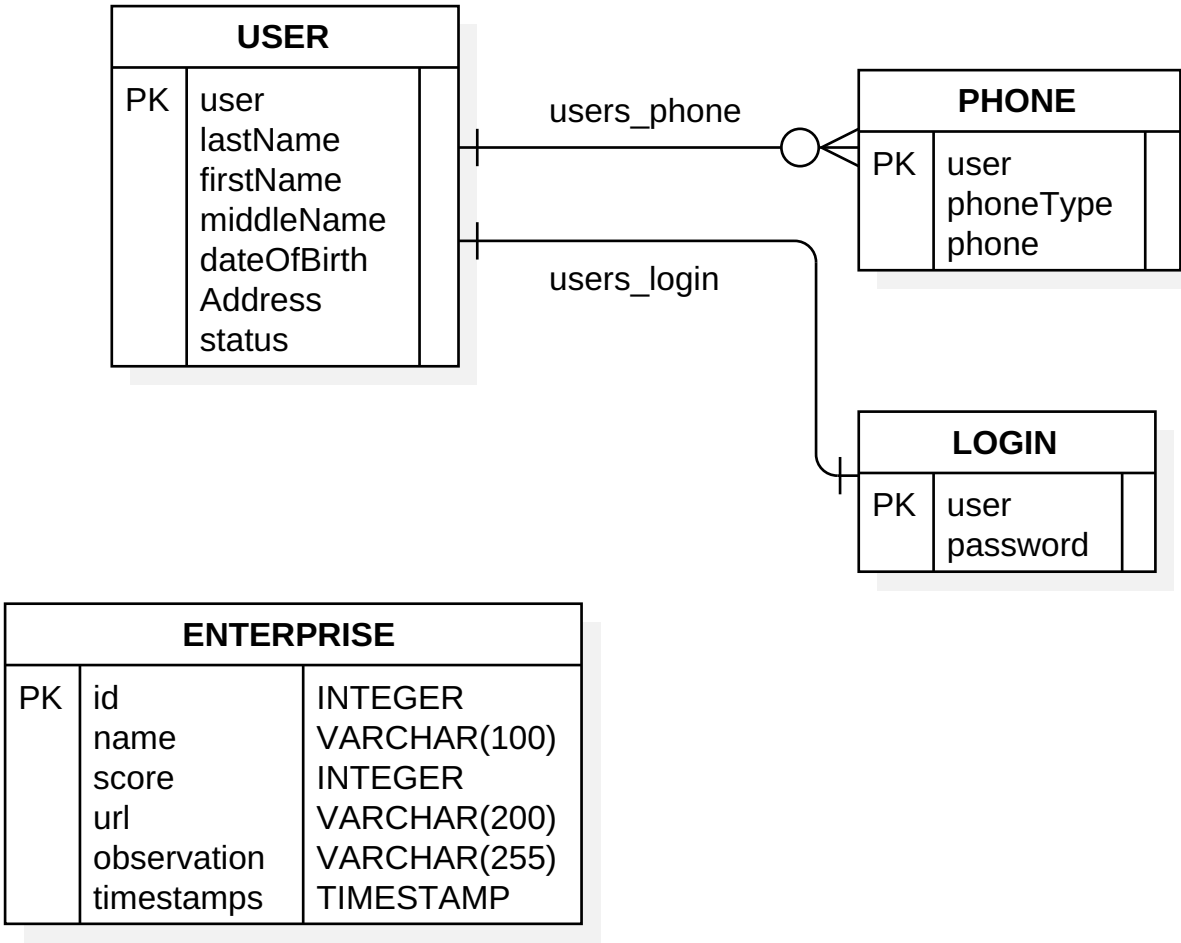 USER
PK user
lastName
firstName
middleName
dateOfBirth
Address
status
users_phone
users_login
PHONE
PK user
phoneType
phone
LOGIN
PK user
password
ENTERPRISE
PK id INTEGER
name VARCHAR(100)
score INTEGER
url VARCHAR(200)
observation VARCHAR(255)
timestamps TIMESTAMP